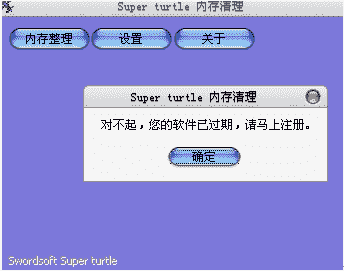 Super turtle 内存清理
内存整理 设置 关于
Super turtle 内存清理
对不起，您的软件已过期，请马上注册。
确定
Swordsoft Super turtle